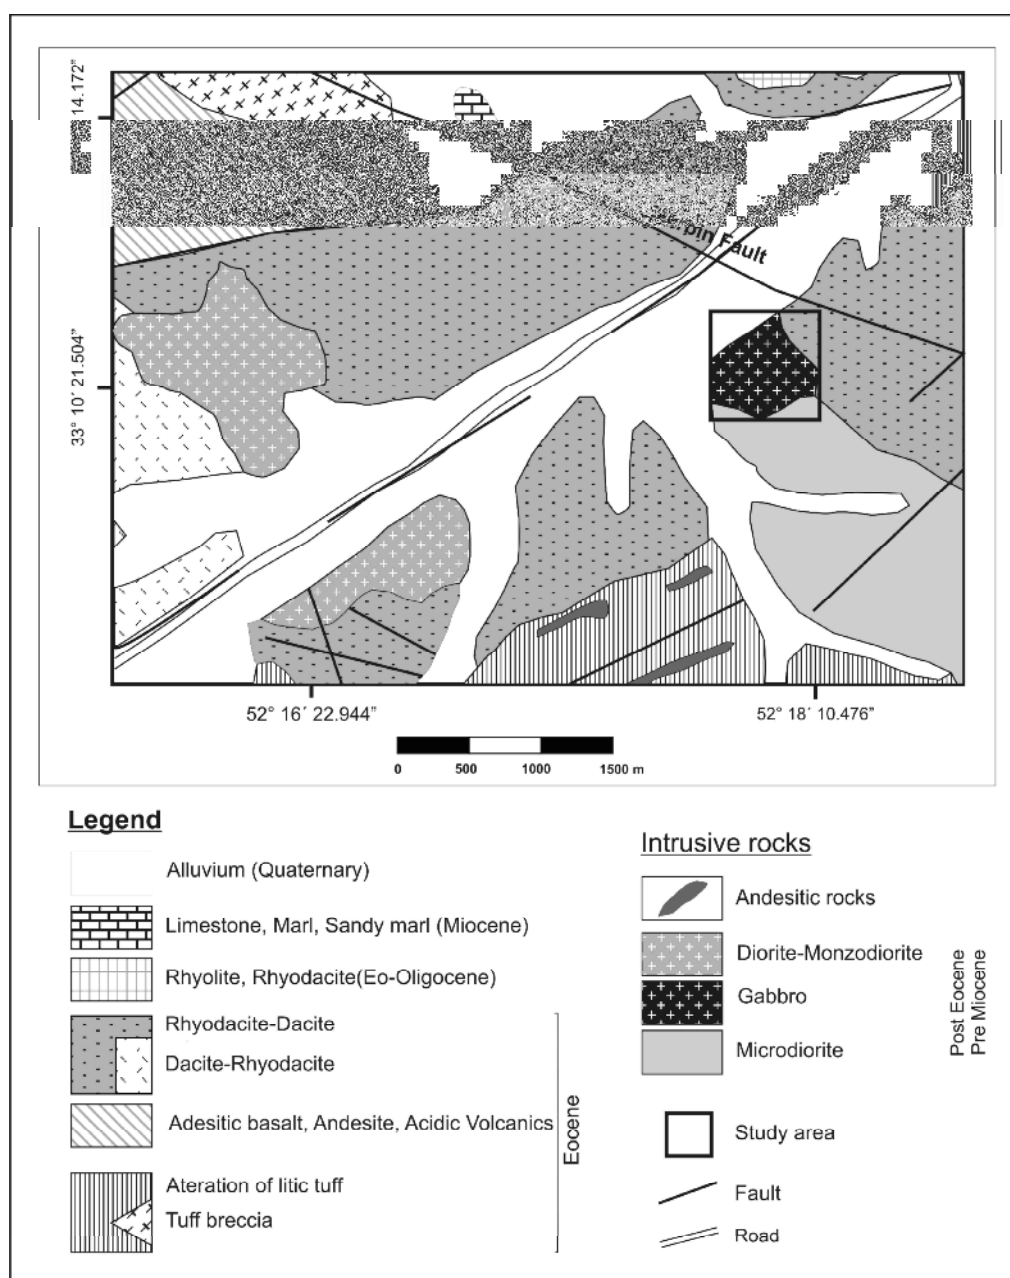 14.172”
pin Fault
33° 10′ 21.504”
52° 16′ 22.944”
52° 18′ 10.476”
0 500 1000 1500 m
Legend
Alluvium (Quaternary)
Limestone, Marl, Sandy marl (Miocene)
Rhyolite, Rhyodacite(Eo-Oligocene)
Rhyodacite-Dacite
Dacite-Rhyodacite
Adesitic basalt, Andesite, Acidic Volcanics
Ateration of litic tuff
Tuff breccia
Eocene
Intrusive rocks
Andesitic rocks
Diorite-Monzodiorite
Gabbro
Microdiorite
Post Eocene
Pre Miocene
Study area
Fault
Road